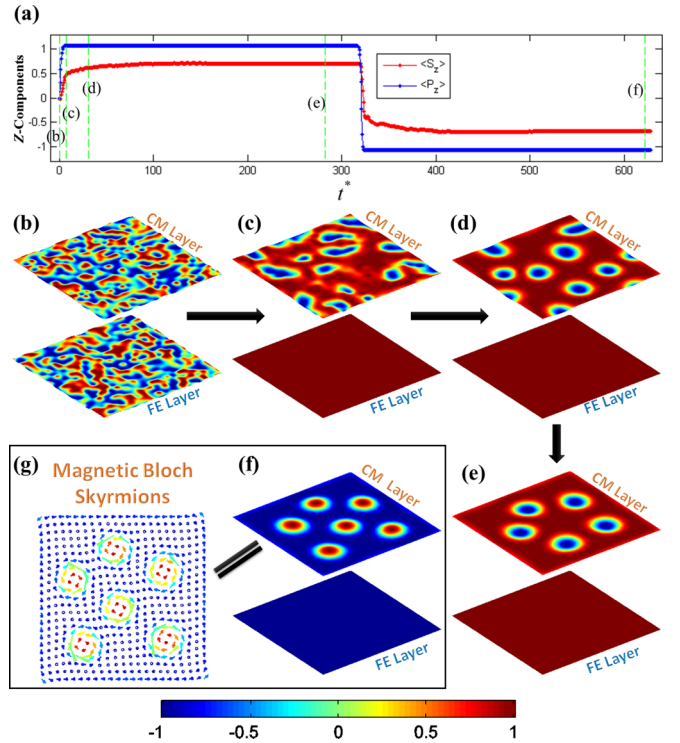 (a)
Z-Components
1
0.5
0
-0.5
-1
<S_z>
<P_z>
(b)
(c)
(d)
(e)
(f)
0
100
200
300
400
500
600
t*
(b)
CM Layer
FE Layer
(c)
CM Layer
FE Layer
(d)
CM Layer
FE Layer
(g)
Magnetic Bloch
Skyrmions
(f)
CM Layer
FE Layer
(e)
CM Layer
FE Layer
-1
-0.5
0
0.5
1